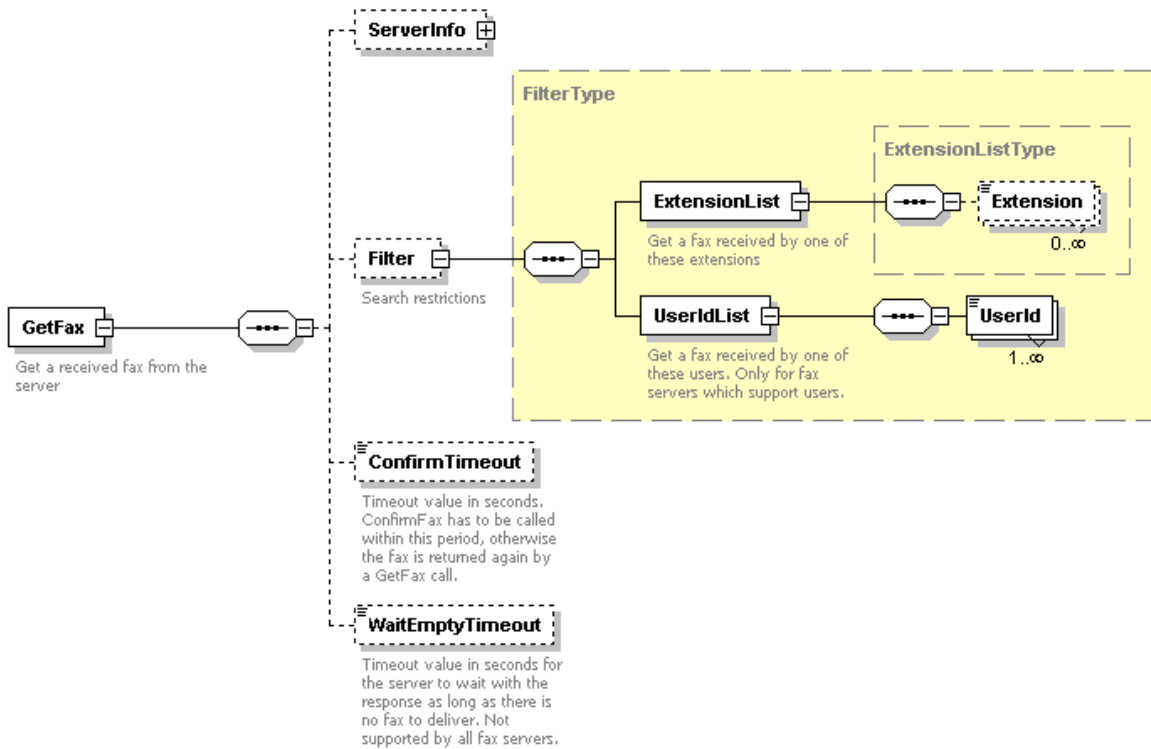 ServerInfo
FilterType
ExtensionListType
ExtensionList
Extension
Get a fax received by one of
these extensions
0..∞
Filter
Search restrictions
UserIdList
UserId
Get a fax received by one of
these users. Only for fax
servers which support users.
1..∞
GetFax
Get a received fax from the
server
ConfirmTimeout
Timeout value in seconds.
ConfirmFax has to be called
within this period, otherwise
the fax is returned again by
a GetFax call.
WaitEmptyTimeout
Timeout value in seconds for
the server to wait with the
response as long as there is
no fax to deliver. Not
supported by all fax servers.